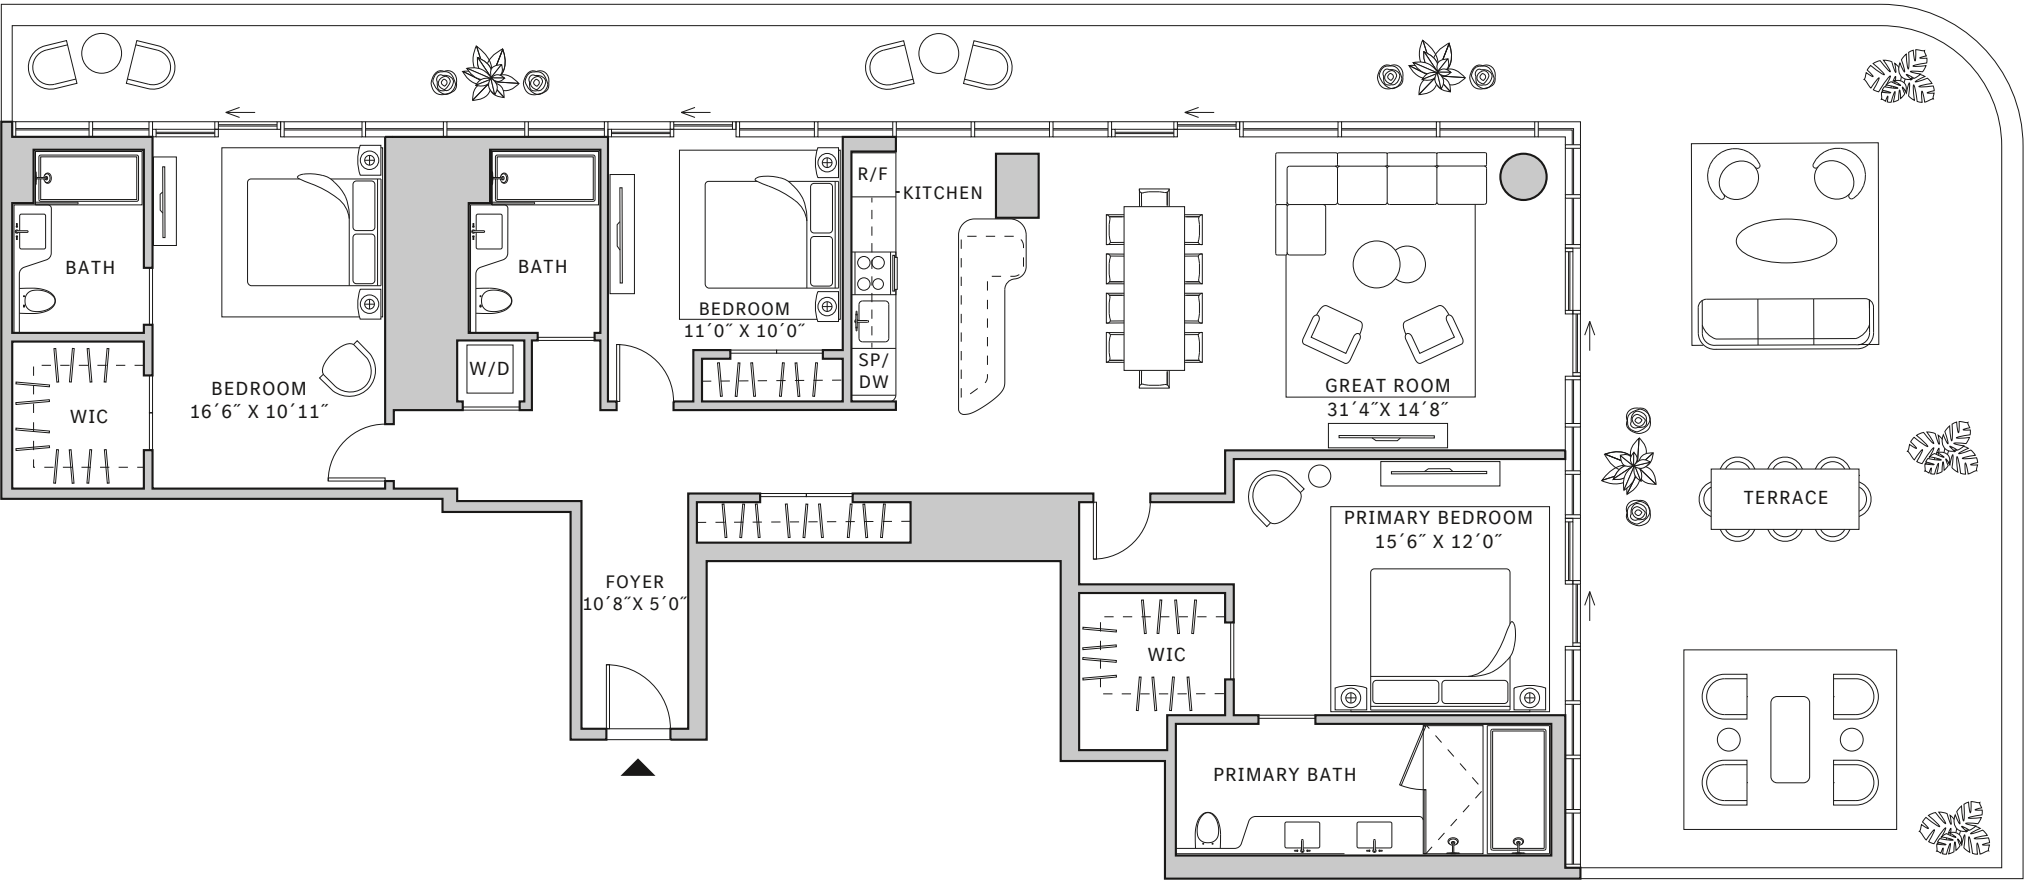 BATH
WIC
BEDROOM
16´6˝ X 10´11˝
BATH
W/D
BEDROOM
11´0˝ X 10´0˝
R/F
KITCHEN
SP/
DW
GREAT ROOM
31´4˝X 14´8˝
TERRACE
PRIMARY BEDROOM
15´6˝ X 12´0˝
FOYER
10´8˝X 5´0˝
WIC
PRIMARY BATH